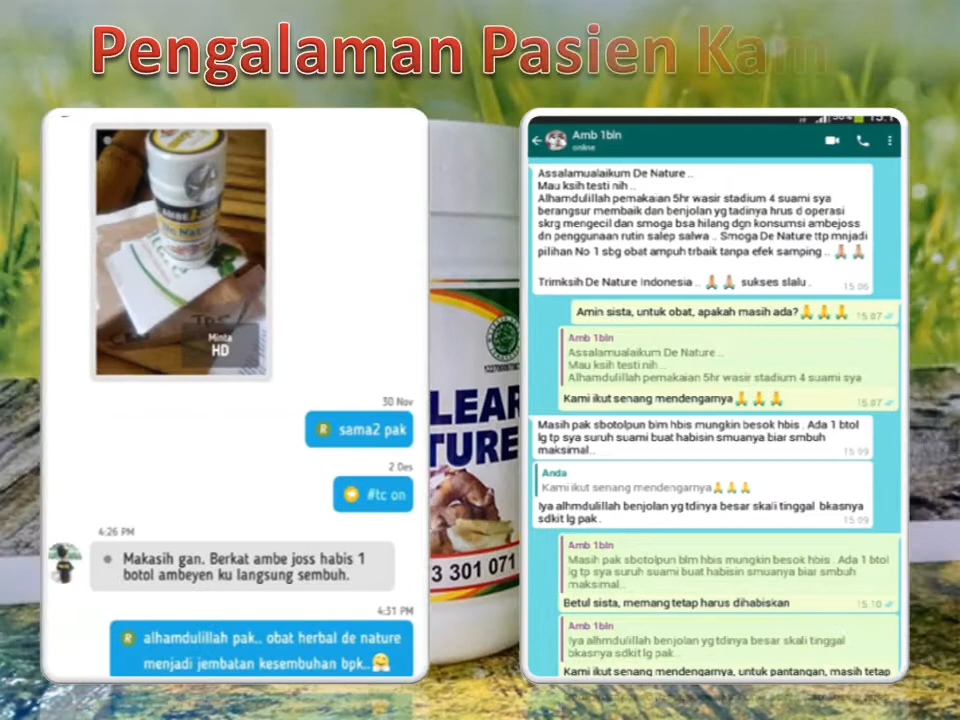 Pengalaman Pasien Kam
AMBEJOSS
De Nature
Minta
HD
30 Nov
R sama2 pak
2 Des
#tc on
4:26 PM
Makasih gan. Berkat ambe joss habis 1
botol ambeyen ku langsung sembuh.
4:31 PM
R alhamdulillah pak.. obat herbal de nature
menjadi jembatan kesembuhan bpk..🤗
LEAR
TURE
3 301 071
Amb 1bln
online
Assalamualaikum De Nature ..
Mau ksih testi nih ..
Alhamdulillah pemakaian 5hr wasir stadium 4 suami sya
berangsur membaik dan benjolan yg tadinya hrus d operasi
skrg mengecil dan smoga bsa hilang dgn konsumsi ambejoss
dn penggunaan rutin salep salwa .. Smoga De Nature ttp mnjadi
pilihan No 1 sbg obat ampuh trbaik tanpa efek samping .. 🙏🙏
Trimksih De Nature Indonesia .. 🙏🙏 sukses slalu ..
15.06
Amin sista, untuk obat, apakah masih ada?🙏🙏🙏 15.07
Amb 1bln
Assalamualaikum De Nature ...
Mau ksih testi nih ...
Alhamdulillah pemakaian 5hr wasir stadium 4 suami sya
Kami ikut senang mendengarnya🙏🙏🙏 15.07
Masih pak sbotolpun blm hbis mungkin besok hbis . Ada 1 btol
lg tp sya suruh suami buat habisin smuanya biar smbuh
maksimal.. 15.09
Anda
Kami ikut senang mendengarnya🙏🙏🙏
Iya alhmdulillah benjolan yg tdinya besar skali tinggal bkasnya
sdkit lg pak . 15.09
Amb 1bln
Masih pak sbotolpun blm hbis mungkin besok hbis . Ada 1 btol
lg tp sya suruh suami buat habisin smuanya biar smbuh
maksimal..
Betul sista, memang tetap harus dihabiskan 15.10
Amb 1bln
Iya alhmdulillah benjolan yg tdinya besar skali tinggal
bkasnya sdkit lg pak .
Kami ikut senang mendengarnya, untuk pantangan, masih tetap